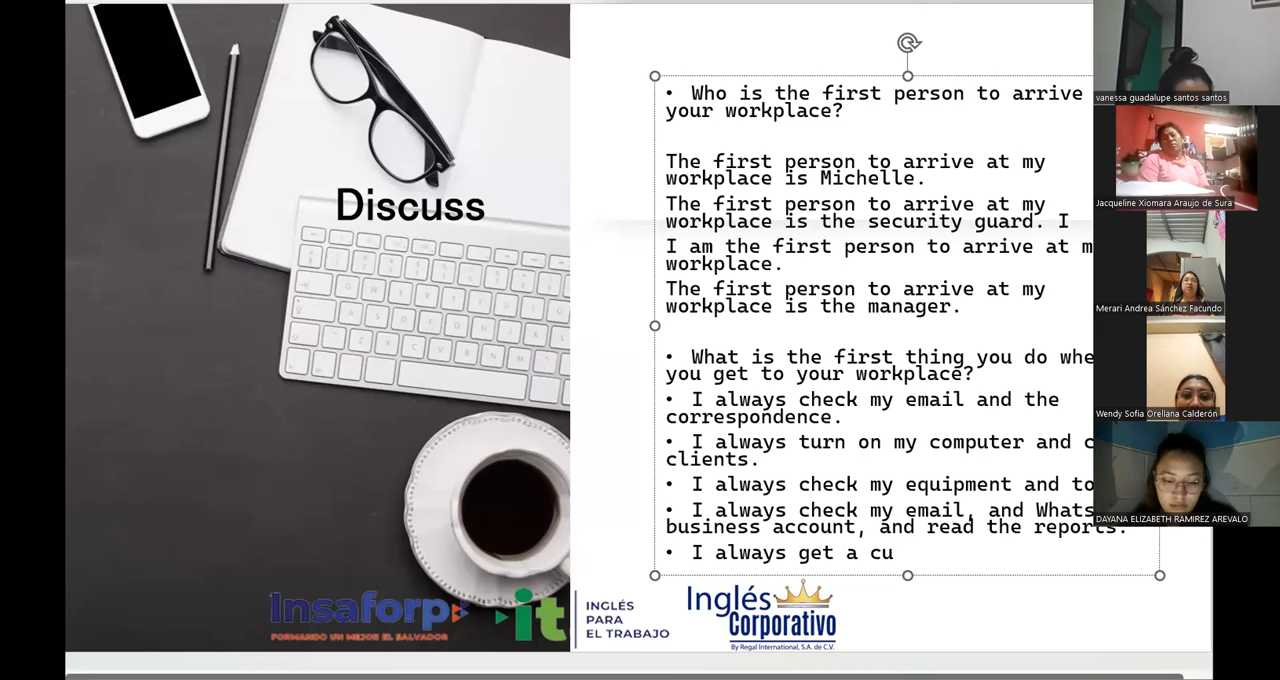 Discuss
• Who is the first person to arrive
your workplace?
The first person to arrive at my
workplace is Michelle.
The first person to arrive at my
workplace is the security guard. I
I am the first person to arrive at m
workplace.
The first person to arrive at my
workplace is the manager.
• What is the first thing you do whe
you get to your workplace?
• I always check my email and the
correspondence.
• I always turn on my computer and c
clients.
• I always check my equipment and to
• I always check my email, and Whats
business account, and read the reports.
• I always get a cu
Insaforp
FORMANDO UN MEJOR EL SALVADOR
it
INGLÉS
PARA
EL TRABAJO
Inglés
Corporativo
By Regal International, S.A. de C.V.
vanessa guadalupe santos santos
Jacqueline Xiomara Araujo de Sura
Merari Andrea Sánchez Facundo
Wendy Sofia Orellana Calderón
DAYANA ELIZABETH RAMIREZ AREVALO